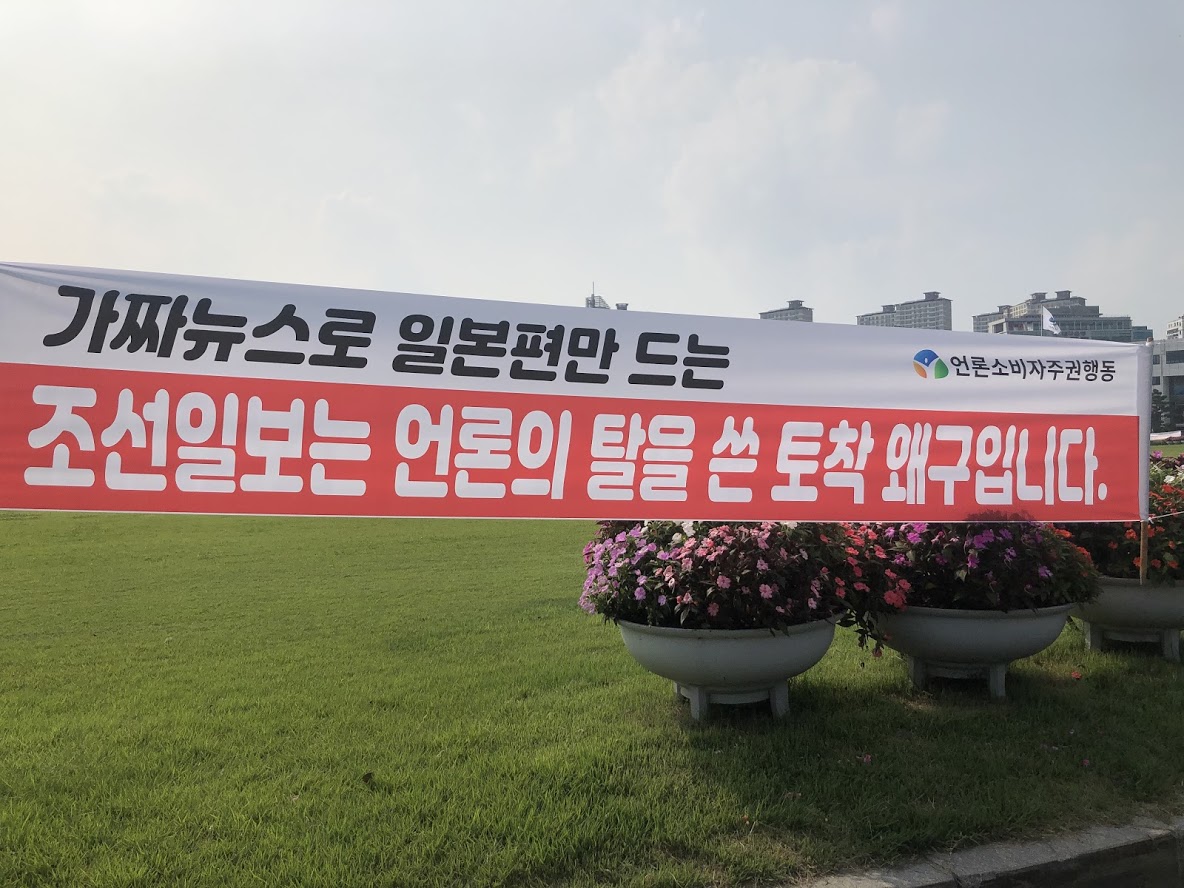 가짜뉴스로 일본편만 드는
언론소비자주권행동
조선일보는 언론의 탈을 쓴 토착 왜구입니다.